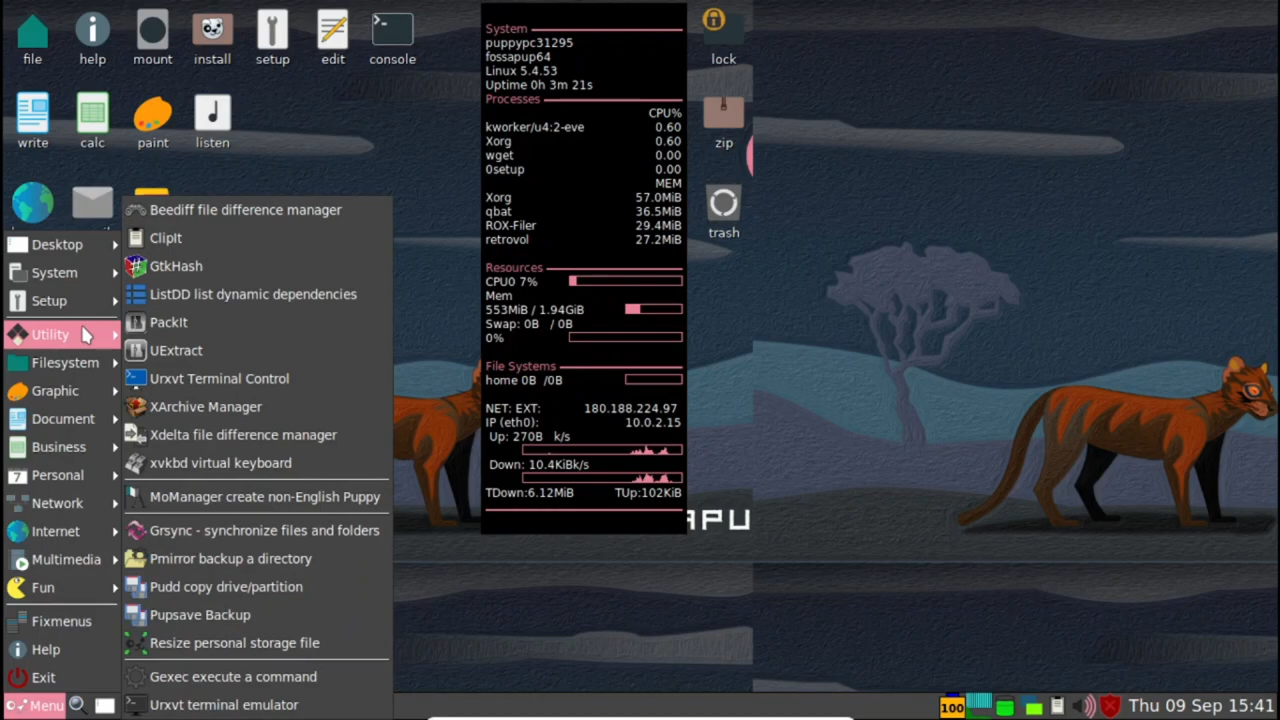 file
help
mount
install
setup
edit
console
write
calc
paint
listen
Desktop
System
Setup
Utility
Filesystem
Graphic
Document
Business
Personal
Network
Internet
Multimedia
Fun
Fixmenus
Help
Exit
Menu
Beediff file difference manager
ClipIt
GtkHash
ListDD list dynamic dependencies
PackIt
UExtract
Urxvt Terminal Control
XArchive Manager
Xdelta file difference manager
xvkbd virtual keyboard
MoManager create non-English Puppy
Grsync - synchronize files and folders
Pmirror backup a directory
Pudd copy drive/partition
Pupsave Backup
Resize personal storage file
Gexec execute a command
Urxvt terminal emulator
System
puppypc31295
fossapup64
Linux 5.4.53
Uptime 0h 3m 21s
Processes
CPU%
kworker/u4:2-eve 0.60
Xorg 0.60
wget 0.00
0setup 0.00
MEM
Xorg 57.0MiB
qbat 36.5MiB
ROX-Filer 29.4MiB
retrovol 27.2MiB
Resources
CPU0 7%
Mem
553MiB / 1.94GiB
Swap: 0B / 0B
0%
File Systems
home 0B /0B
NET: EXT: 180.188.224.97
IP (eth0): 10.0.2.15
Up: 270B k/s
Down: 10.4KiBk/s
TDown:6.12MiB TUp:102KiB
APU
lock
zip
trash
7
100
Thu 09 Sep 15:41